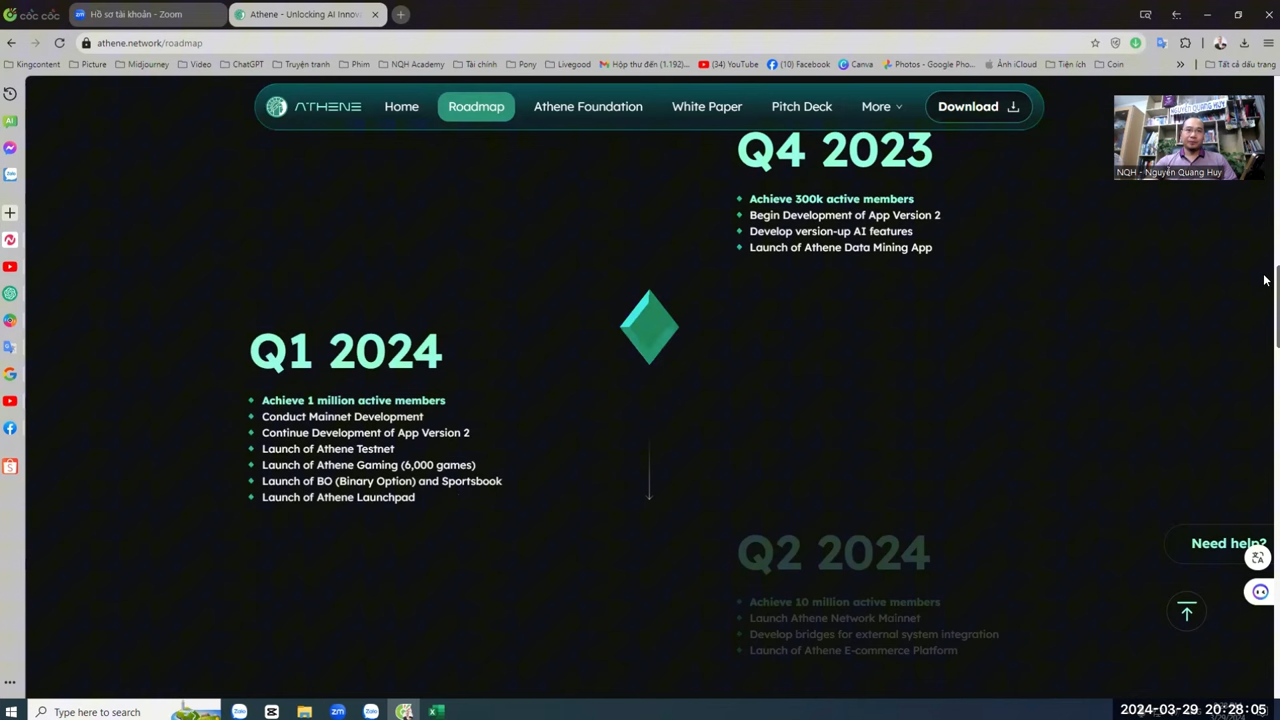 cốc cốc
Hồ sơ tài khoản - Zoom
Athene - Unlocking AI Innov
athene.network/roadmap
Kingcontent
Picture
Midjourney
Video
ChatGPT
Truyện tranh
Phim
NQH Academy
Tài chính
Pony
Livegood
Hộp thư đến (1.192)...
(34) YouTube
(10) Facebook
Canva
Photos - Google Pho...
Ảnh iCloud
Tiện ích
Coin
Tất cả dấu trang
ATHENE
Home
Roadmap
Athene Foundation
White Paper
Pitch Deck
More
Download
NGUYỄN QUANG HUY
NQH - Nguyễn Quang Huy
Q4 2023
Achieve 300k active members
Begin Development of App Version 2
Develop version-up AI features
Launch of Athene Data Mining App
Q1 2024
Achieve 1 million active members
Conduct Mainnet Development
Continue Development of App Version 2
Launch of Athene Testnet
Launch of Athene Gaming (6,000 games)
Launch of BO (Binary Option) and Sportsbook
Launch of Athene Launchpad
Q2 2024
Achieve 10 million active members
Launch Athene Network Mainnet
Develop bridges for external system integration
Launch of Athene E-commerce Platform
Need help?
Type here to search
2024-03-29 20:28:05